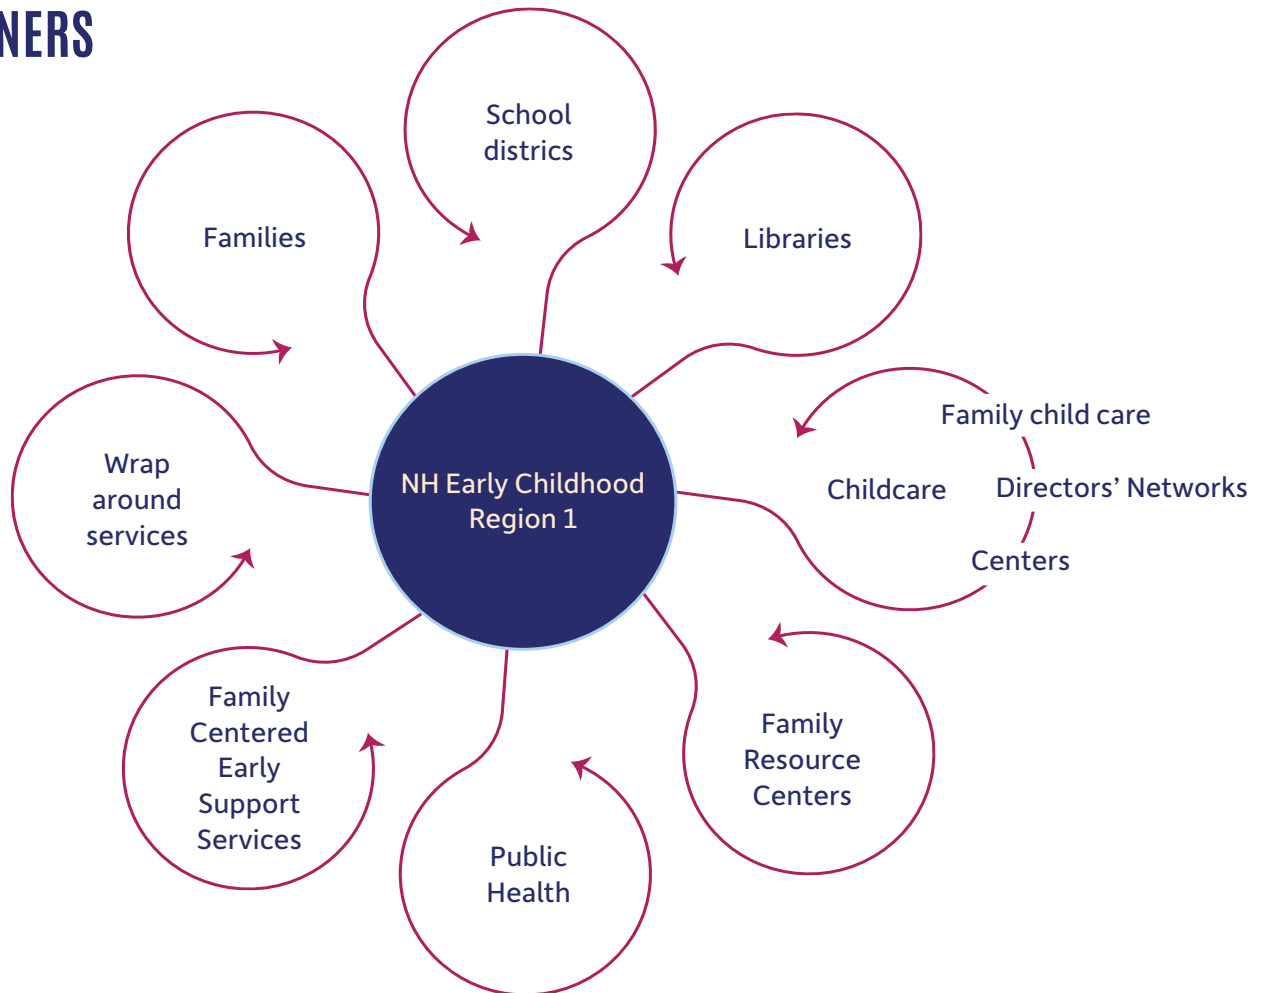 NERS
School
districs
Families
Libraries
Family child care
Childcare
Directors’ Networks
Centers
Wrap
around
services
NH Early Childhood
Region 1
Family
Centered
Early
Support
Services
Family
Resource
Centers
Public
Health